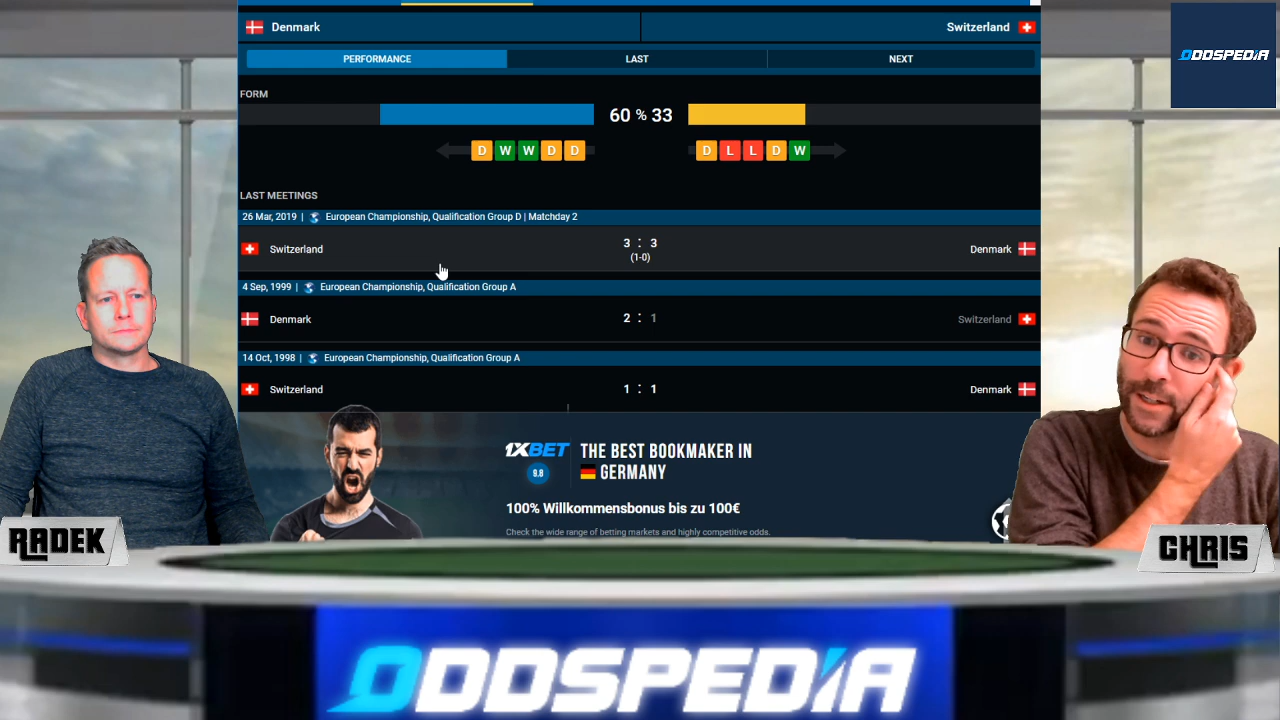 Denmark
Switzerland
ODDSPEDIA
PERFORMANCE
LAST
NEXT
FORM
60 % 33
D W W D D
D L L D W
LAST MEETINGS
26 Mar, 2019 | European Championship, Qualification Group D | Matchday 2
Switzerland
3 : 3
(1-0)
Denmark
4 Sep, 1999 | European Championship, Qualification Group A
Denmark
2 : 1
Switzerland
14 Oct, 1998 | European Championship, Qualification Group A
Switzerland
1 : 1
Denmark
1XBET
9.8
THE BEST BOOKMAKER IN
GERMANY
100% Willkommensbonus bis zu 100€
Check the wide range of betting markets and highly competitive odds.
RADEK
CHRIS
ODDSPEDIA